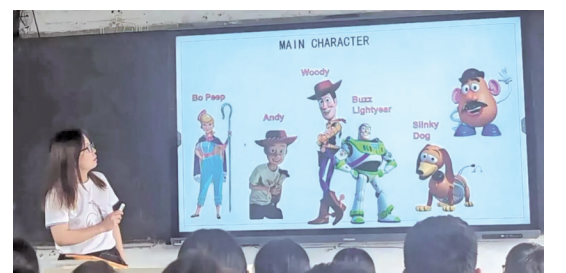 MAIN CHARACTER
Woody
Bo Peep
Buzz
Lightyear
Andy
Slinky
Dog